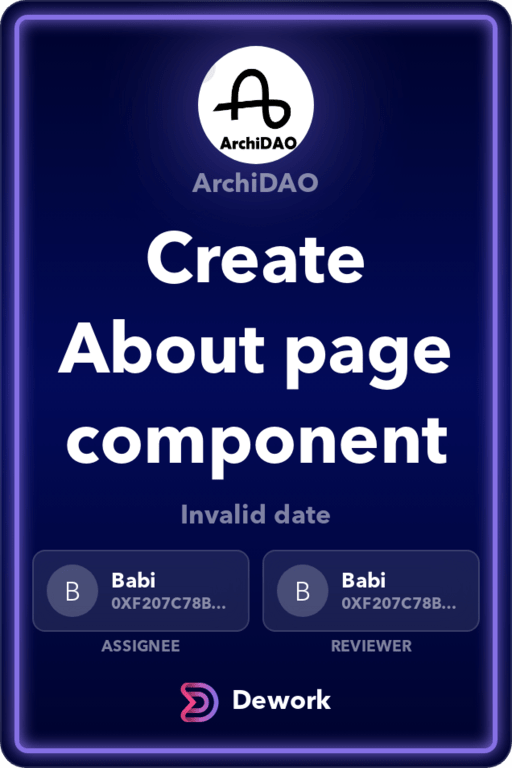 ArchiDAO
ArchiDAO
Create
About page
component
Invalid date
B
Babi
0XF207C78B...
B
Babi
0XF207C78B...
ASSIGNEE
REVIEWER
Dework